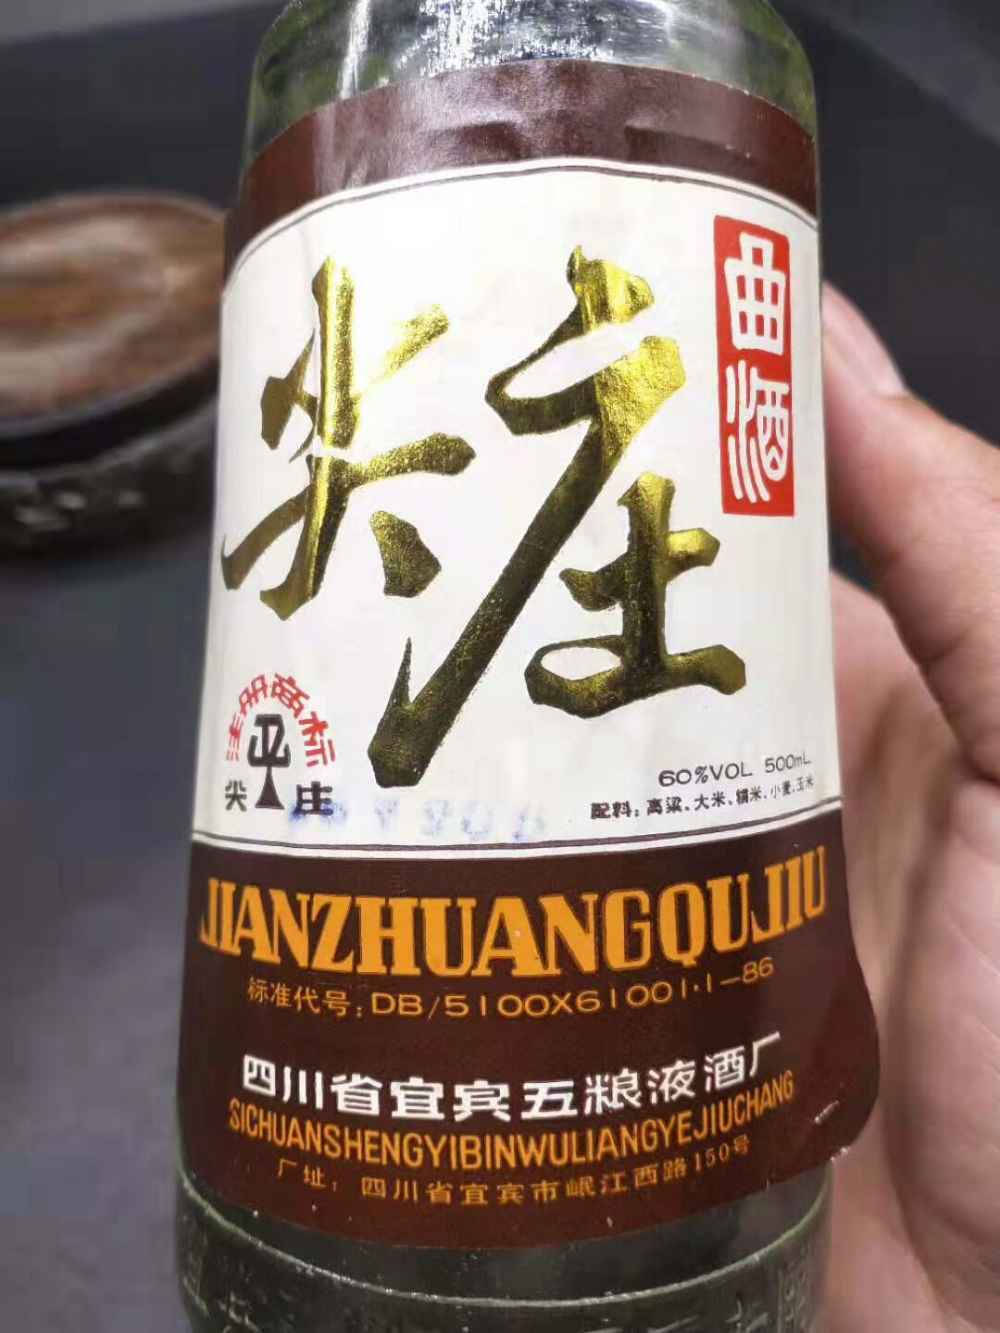 尖庄
曲酒
注册商标
尖庄
60%VOL 500mL
配料：高粱、大米、糯米、小麦、玉米
JIANZHUANGQUJIU
标准代号：DB/5100X61001·1-86
四川省宜宾五粮液酒厂
SICHUANSHENGYIBINWULIANGYEJIUCHANG
厂址：四川省宜宾市岷江西路150号